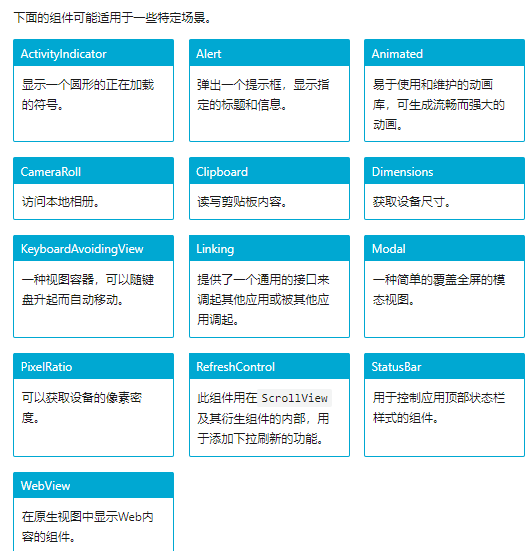 下面的组件可能适用于一些特定场景。
ActivityIndicator
显示一个圆形的正在加载
的符号。
Alert
弹出一个提示框，显示指
定的标题和信息。
Animated
易于使用和维护的动画
库，可生成流畅而强大的
动画。
CameraRoll
访问本地相册。
Clipboard
读写剪贴板内容。
Dimensions
获取设备尺寸。
KeyboardAvoidingView
一种视图容器，可以随键
盘升起而自动移动。
Linking
提供了一个通用的接口来
调起其他应用或被其他应
用调起。
Modal
一种简单的覆盖全屏的模
态视图。
PixelRatio
可以获取设备的像素密
度。
RefreshControl
此组件用在 ScrollView
及其衍生组件的内部，用
于添加下拉刷新的功能。
StatusBar
用于控制应用顶部状态栏
样式的组件。
WebView
在原生视图中显示Web内
容的组件。